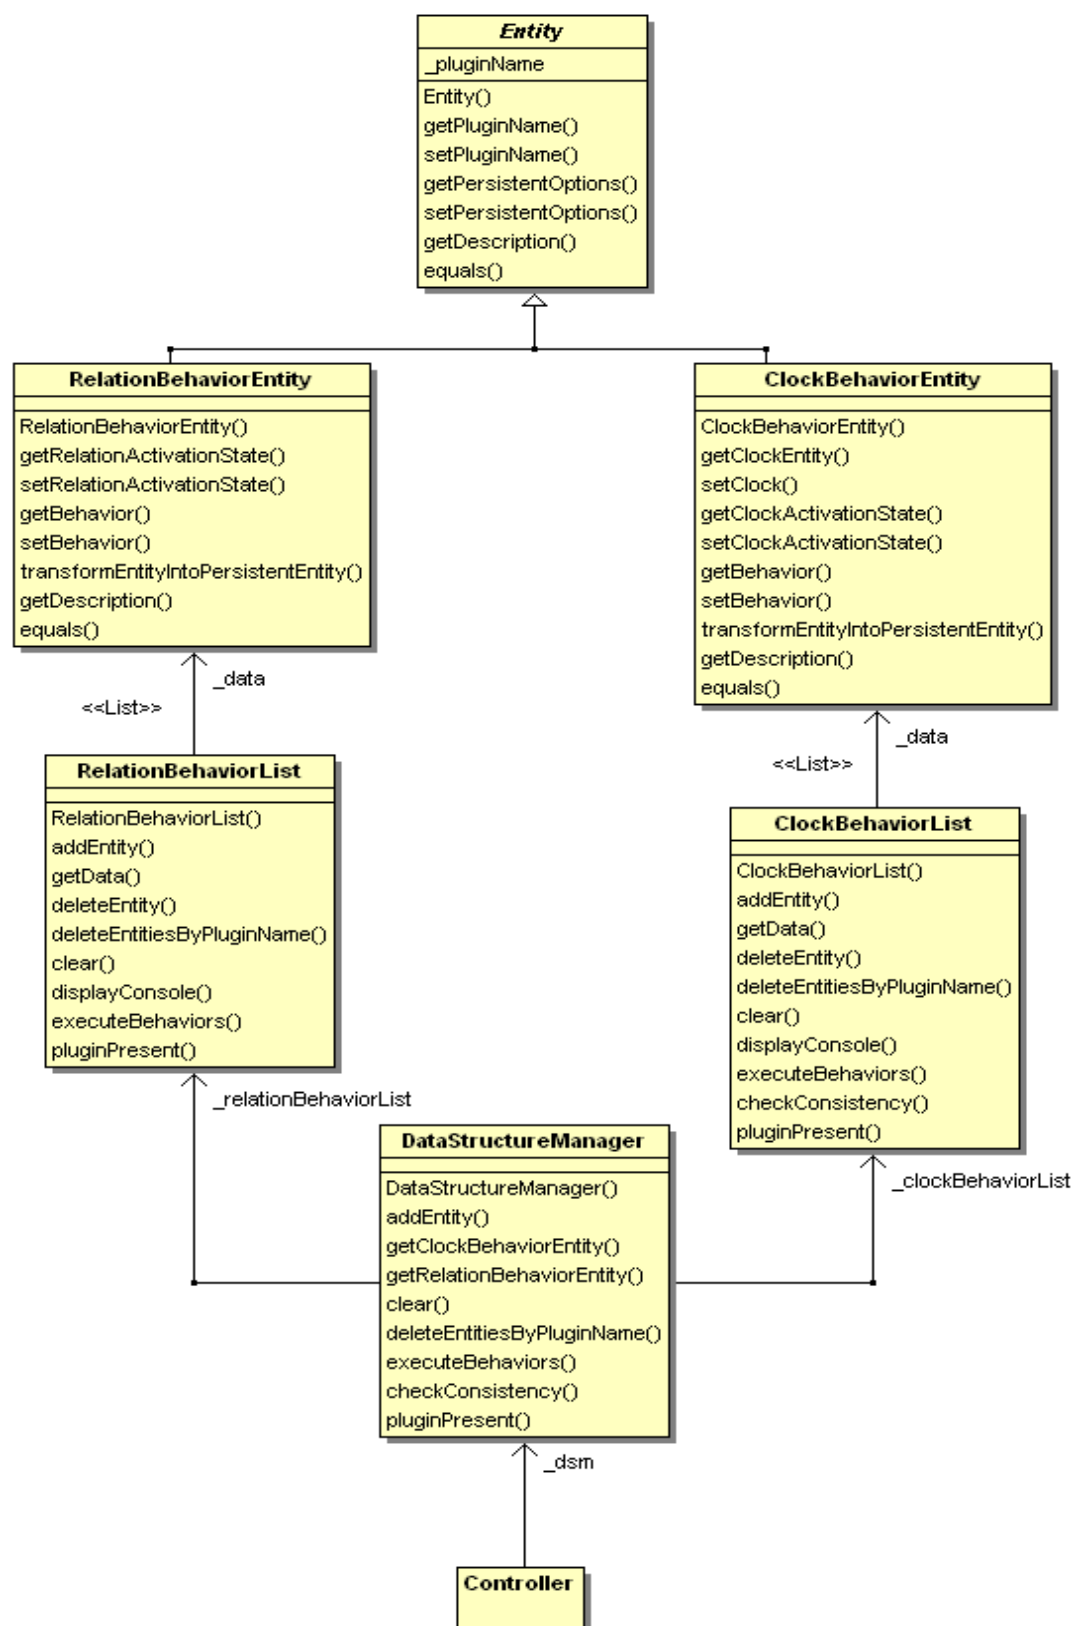 Entity
_pluginName
Entity()
getPluginName()
setPluginName()
getPersistentOptions()
setPersistentOptions()
getDescription()
equals()
RelationBehaviorEntity
RelationBehaviorEntity()
getRelationActivationState()
setRelationActivationState()
getBehavior()
setBehavior()
transformEntityIntoPersistentEntity()
getDescription()
equals()
ClockBehaviorEntity
ClockBehaviorEntity()
getClockEntity()
setClock()
getClockActivationState()
setClockActivationState()
getBehavior()
setBehavior()
transformEntityIntoPersistentEntity()
getDescription()
equals()
_data
<<List>>
_data
<<List>>
RelationBehaviorList
RelationBehaviorList()
addEntity()
getData()
deleteEntity()
deleteEntitiesByPluginName()
clear()
displayConsole()
executeBehaviors()
pluginPresent()
ClockBehaviorList
ClockBehaviorList()
addEntity()
getData()
deleteEntity()
deleteEntitiesByPluginName()
clear()
displayConsole()
executeBehaviors()
checkConsistency()
pluginPresent()
_relationBehaviorList
_clockBehaviorList
DataStructureManager
DataStructureManager()
addEntity()
getClockBehaviorEntity()
getRelationBehaviorEntity()
clear()
deleteEntitiesByPluginName()
executeBehaviors()
checkConsistency()
pluginPresent()
_dsm
Controller